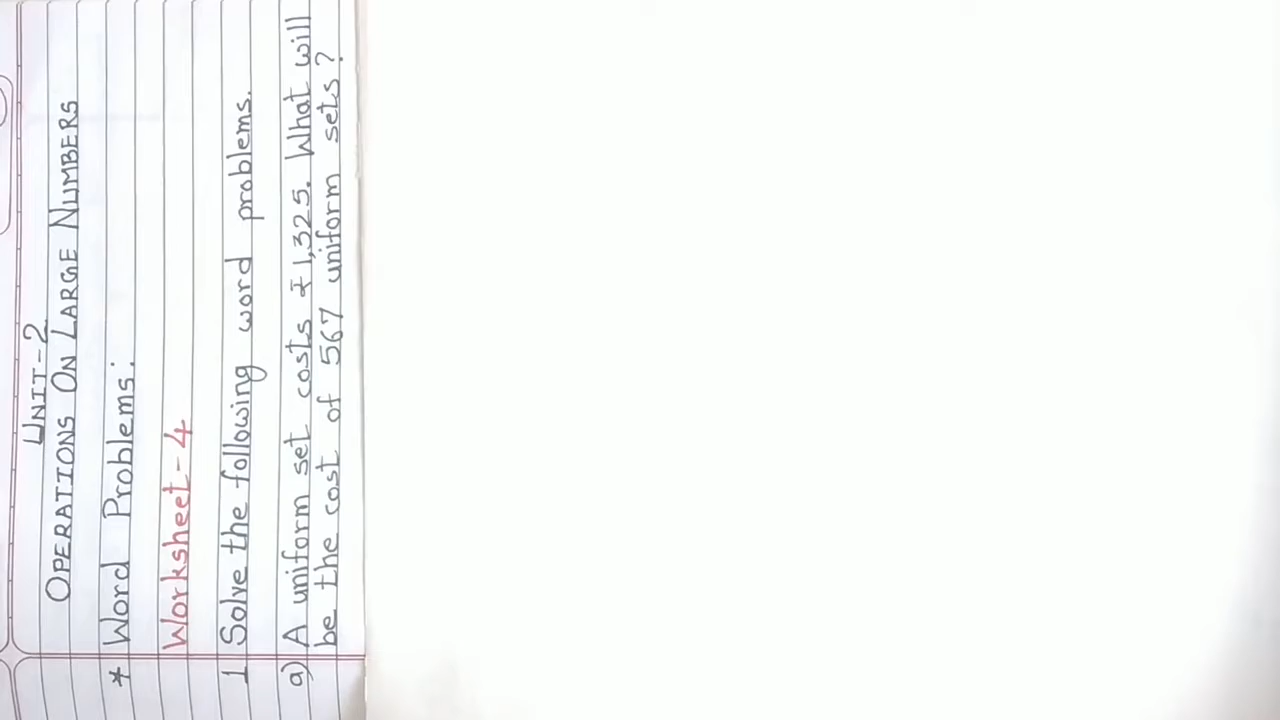 UNIT-2
OPERATIONS ON LARGE NUMBERS
* Word Problems:
Worksheet-4
1 Solve the following word problems.
a) A uniform set costs ₹1,325. What will
be the cost of 567 uniform sets?